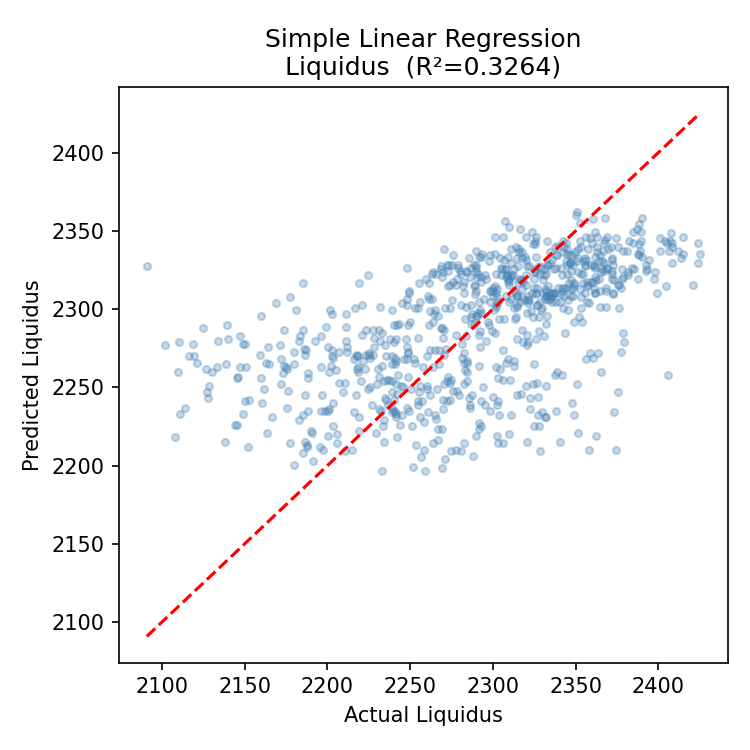 Simple Linear Regression
Liquidus  (R²=0.3264)
Predicted Liquidus
2400
2350
2300
2250
2200
2150
2100
2100 2150 2200 2250 2300 2350 2400
Actual Liquidus